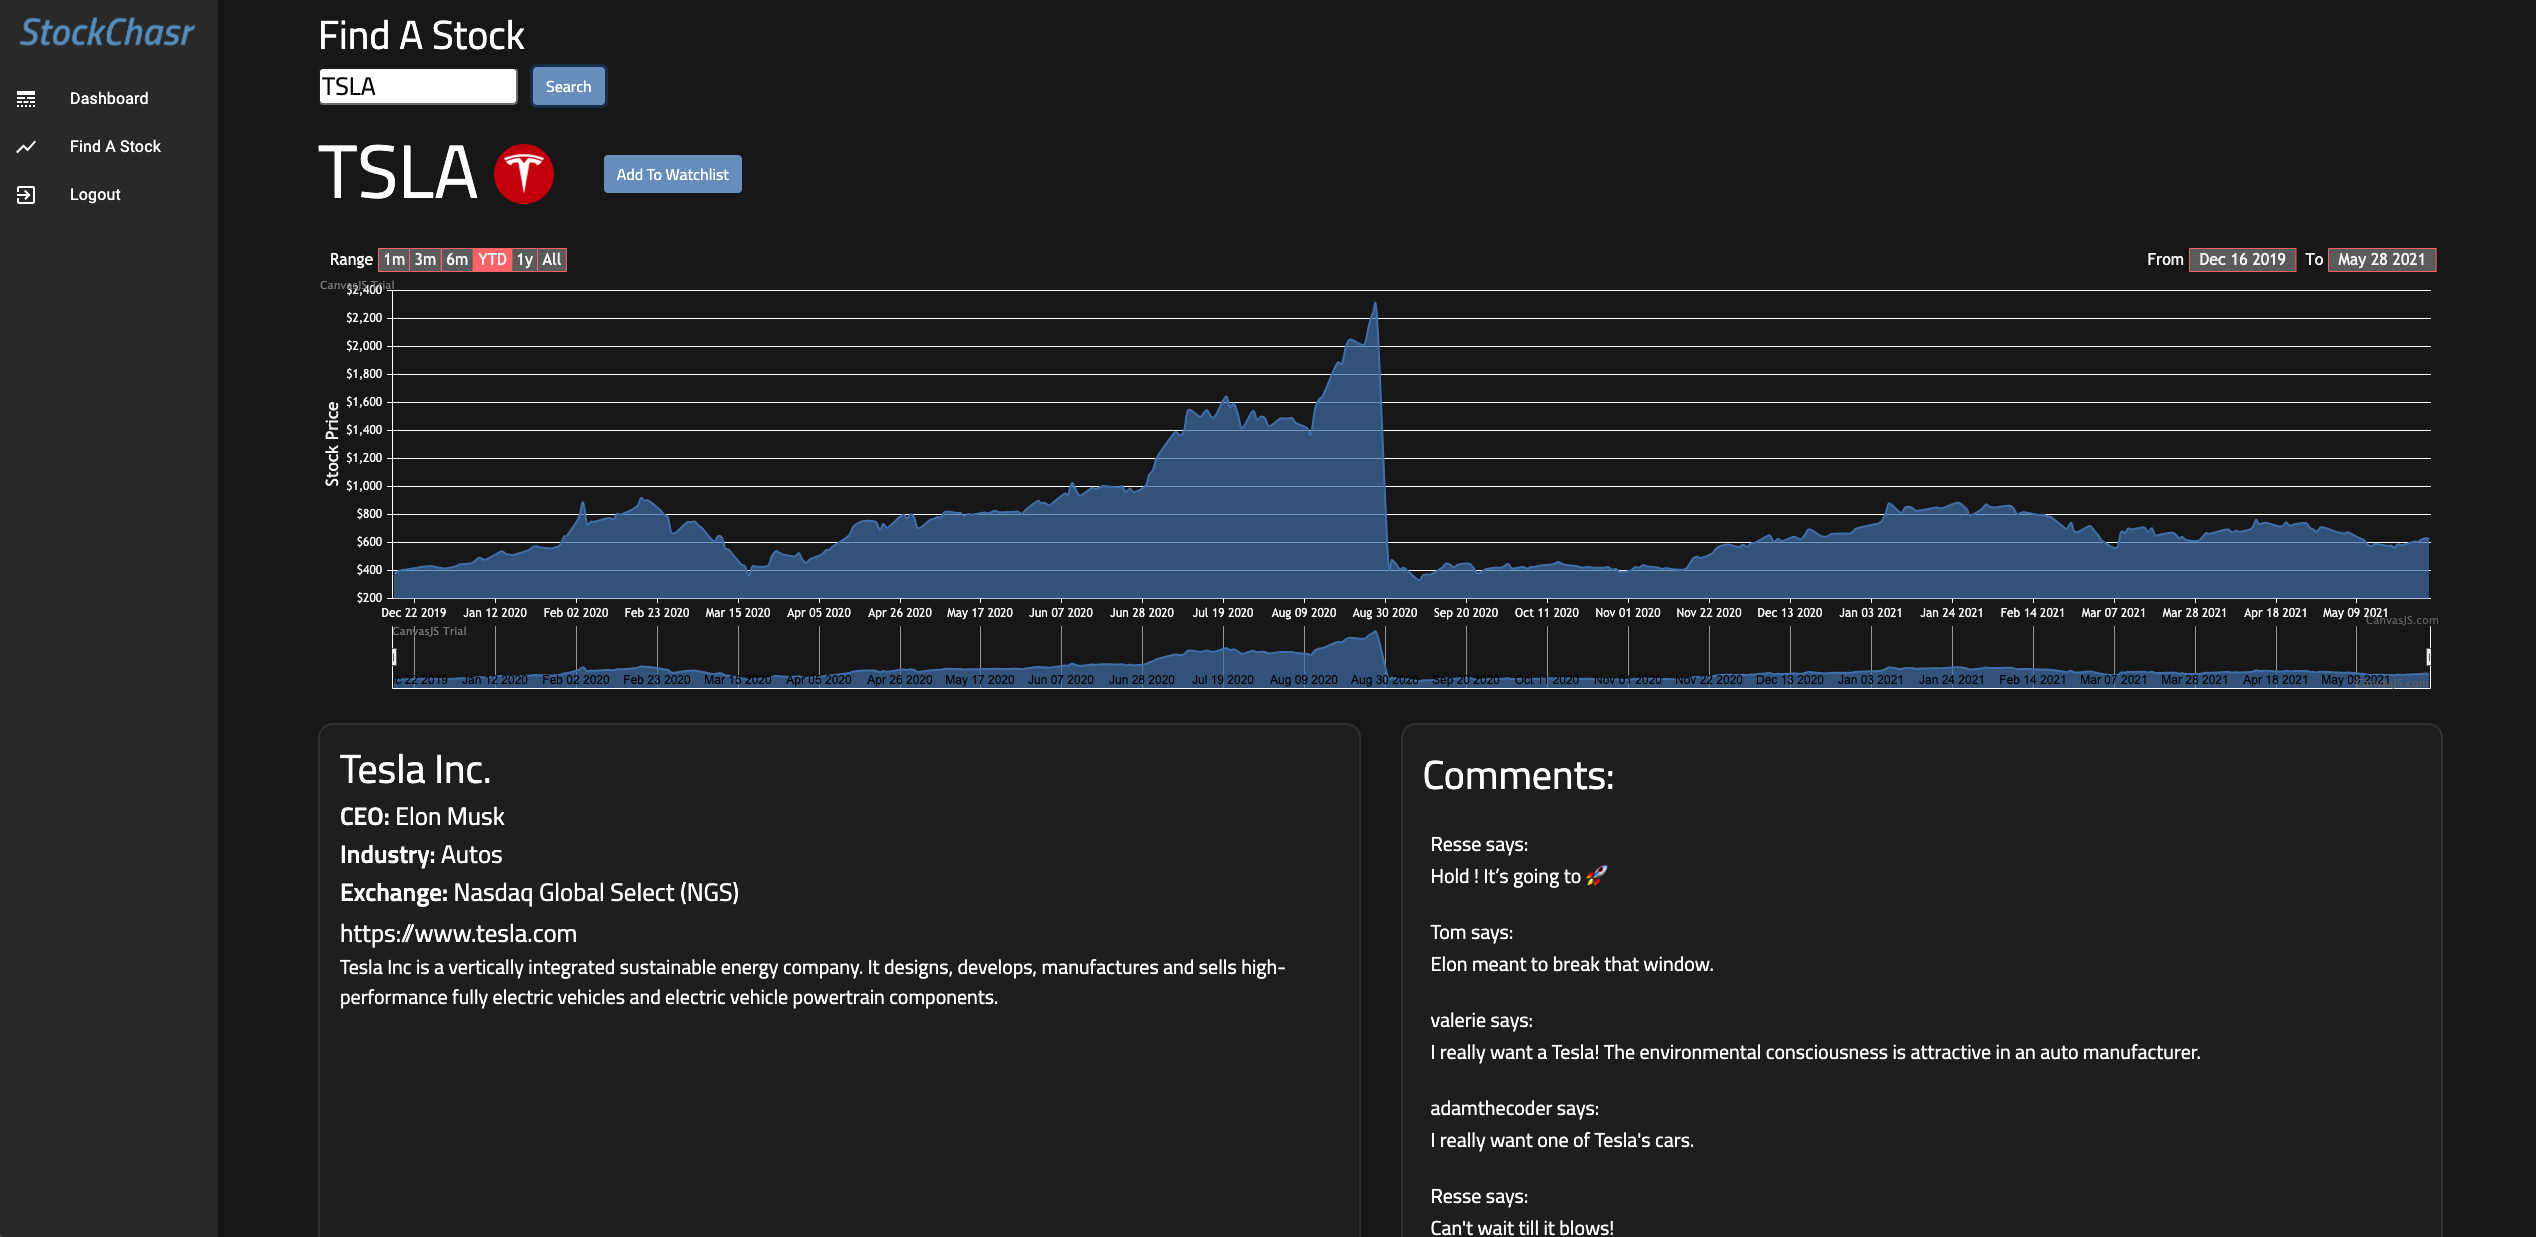 StockChasr
Dashboard
Find A Stock
Logout
Find A Stock
TSLA
Search
TSLA
Add To Watchlist
Range 1m 3m 6m YTD 1y All
From Dec 16 2019 To May 28 2021
CanvasJS Trial
Stock Price
$2,400
$2,200
$2,000
$1,800
$1,600
$1,400
$1,200
$1,000
$800
$600
$400
$200
Dec 22 2019 Jan 12 2020 Feb 02 2020 Feb 23 2020 Mar 15 2020 Apr 05 2020 Apr 26 2020 May 17 2020 Jun 07 2020 Jun 28 2020 Jul 19 2020 Aug 09 2020 Aug 30 2020 Sep 20 2020 Oct 11 2020 Nov 01 2020 Nov 22 2020 Dec 13 2020 Jan 03 2021 Jan 24 2021 Feb 14 2021 Mar 07 2021 Mar 28 2021 Apr 18 2021 May 09 2021
CanvasJS.com
CanvasJS Trial
c 22 2019 Jan 12 2020 Feb 02 2020 Feb 23 2020 Mar 15 2020 Apr 05 2020 Apr 26 2020 May 17 2020 Jun 07 2020 Jun 28 2020 Jul 19 2020 Aug 09 2020 Aug 30 2020 Sep 20 2020 Oct 11 2020 Nov 01 2020 Nov 22 2020 Dec 13 2020 Jan 03 2021 Jan 24 2021 Feb 14 2021 Mar 07 2021 Mar 28 2021 Apr 18 2021 May 09 2021
CanvasJS.com
Tesla Inc.
CEO: Elon Musk
Industry: Autos
Exchange: Nasdaq Global Select (NGS)
https://www.tesla.com
Tesla Inc is a vertically integrated sustainable energy company. It designs, develops, manufactures and sells high-
performance fully electric vehicles and electric vehicle powertrain components.
Comments:
Resse says:
Hold ! It’s going to 🚀
Tom says:
Elon meant to break that window.
valerie says:
I really want a Tesla! The environmental consciousness is attractive in an auto manufacturer.
adamthecoder says:
I really want one of Tesla's cars.
Resse says:
Can't wait till it blows!